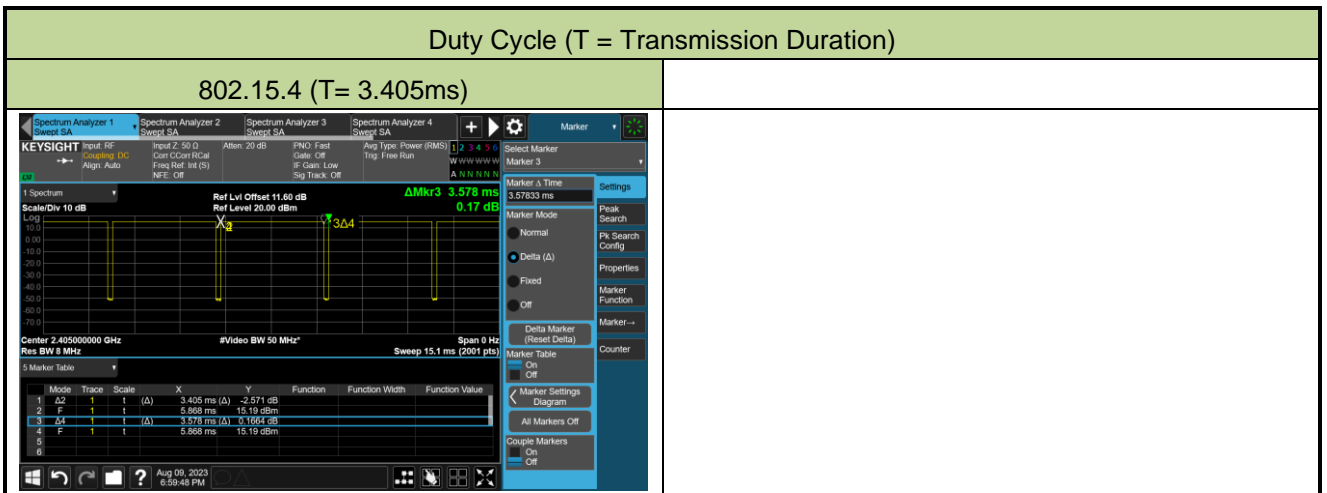 Duty Cycle (T = Transmission Duration)
802.15.4 (T= 3.405ms)
Spectrum Analyzer 1
Swept SA
Spectrum Analyzer 2
Swept SA
Spectrum Analyzer 3
Swept SA
Spectrum Analyzer 4
Swept SA
Marker
KEYSIGHT
Input: RF
Coupling: DC
Align: Auto
Input Z: 50 Ω
Corr CCorr RCal
Freq Ref: Int (S)
NFE: Off
Atten: 20 dB
PNO: Fast
Gate: Off
IF Gain: Low
Sig Track: Off
Avg Type: Power (RMS)
Trig: Free Run
1 2 3 4 5 6
W W W W W W
A N N N N N
Select Marker
Marker 3
1 Spectrum
Scale/Div 10 dB
Ref Lvl Offset 11.60 dB
Ref Level 20.00 dBm
ΔMkr3 3.578 ms
0.17 dB
Log
10.0
0.00
-10.0
-20.0
-30.0
-40.0
-50.0
-60.0
-70.0
3Δ4
Center 2.405000000 GHz
Res BW 8 MHz
#Video BW 50 MHz*
Span 0 Hz
Sweep 15.1 ms (2001 pts)
Marker Δ Time
3.57833 ms
Marker Mode
Normal
Delta (Δ)
Fixed
Off
Delta Marker
(Reset Delta)
Marker Table
On
Off
Marker Settings
Diagram
All Markers Off
Couple Markers
On
Off
Settings
Peak
Search
Pk Search
Config
Properties
Marker
Function
Marker→
Counter
5 Marker Table
Mode Trace Scale X Y Function Function Width Function Value
1 Δ2 1 t (Δ) 3.405 ms (Δ) -2.571 dB
2 F 1 t 5.868 ms 15.19 dBm
3 Δ4 1 t (Δ) 3.578 ms (Δ) 0.1664 dB
4 F 1 t 5.868 ms 15.19 dBm
5
6
?
Aug 09, 2023
6:59:48 PM